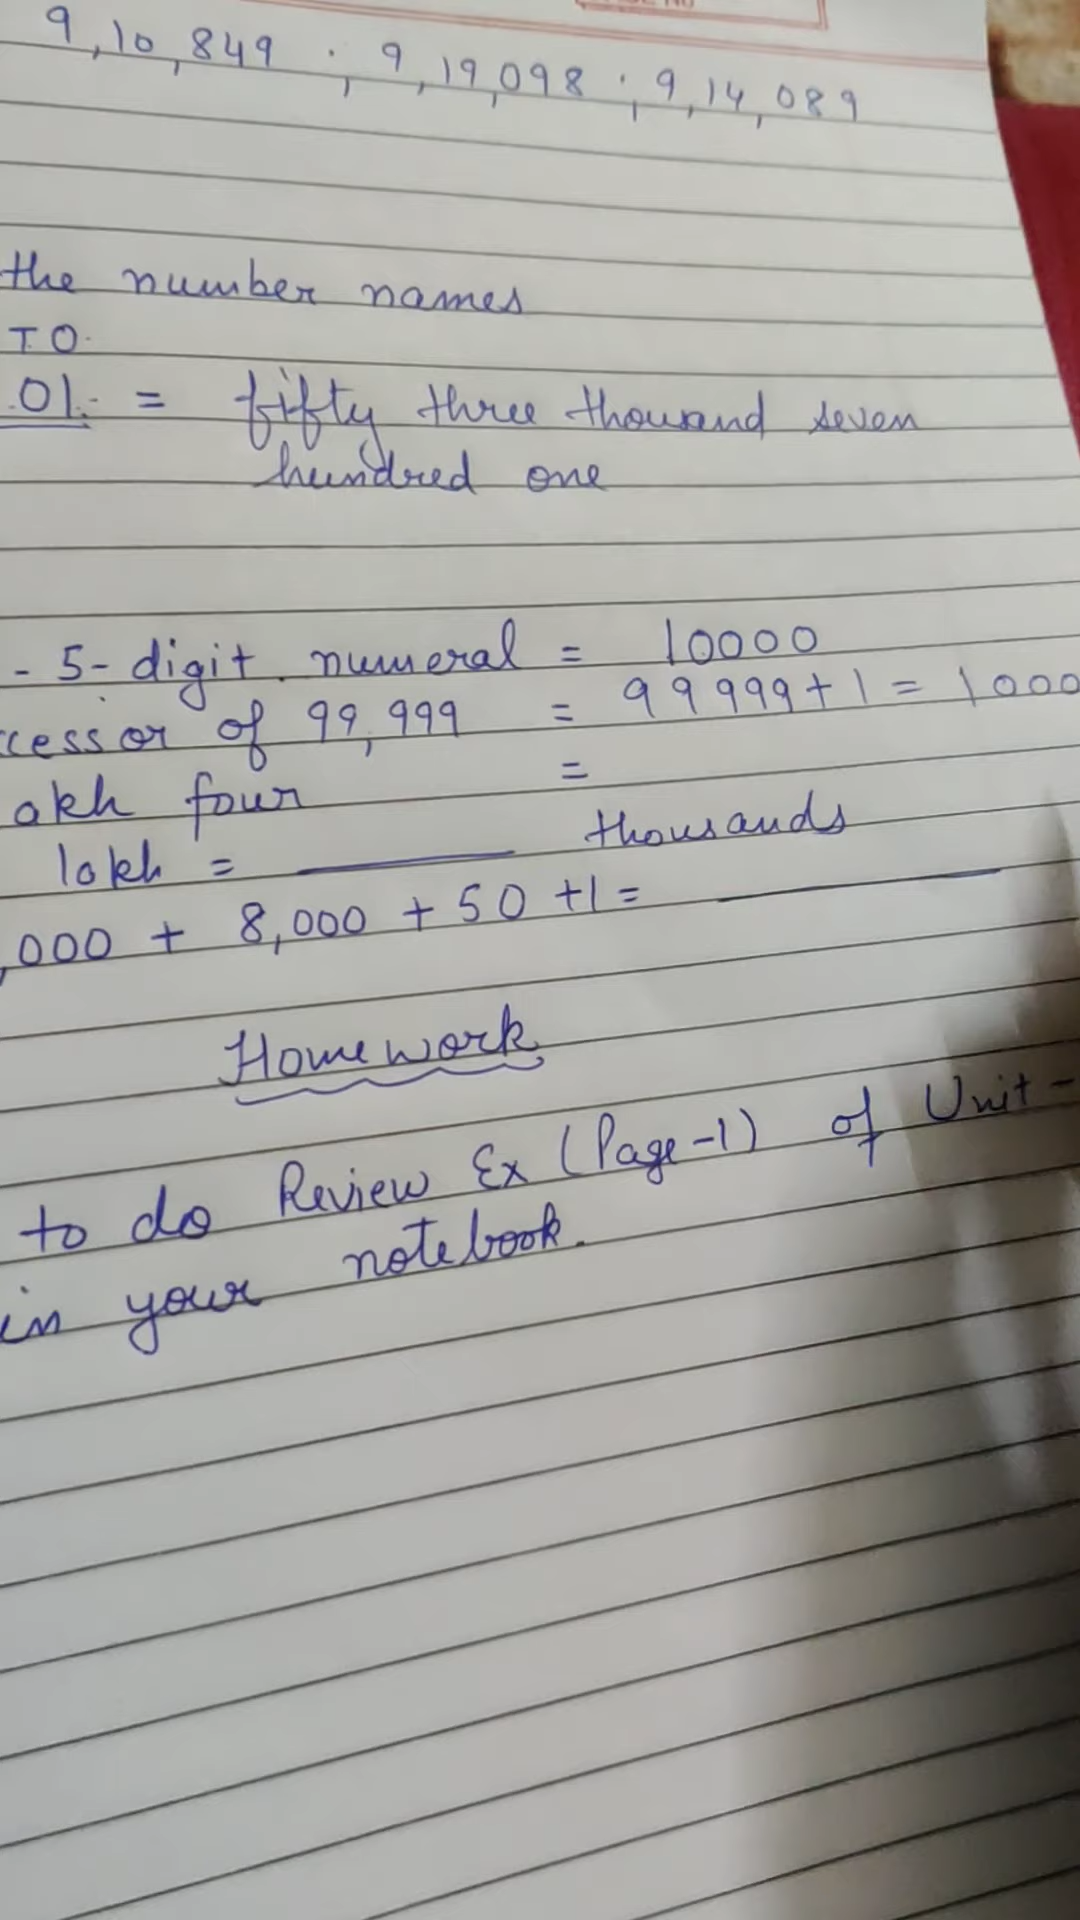 9,10,849 ; 9,19,098 ; 9,14,089
the number names
T O
01 = fifty three thousand seven
hundred one
- 5-digit numeral = 10000
cessor of 99,999 = 99999+1 = 1000
akh four =
lakh = ______ thousands
,000 + 8,000 + 50 +1 = ______
Homework
to do Review Ex (Page-1) of Unit-
in your notebook.